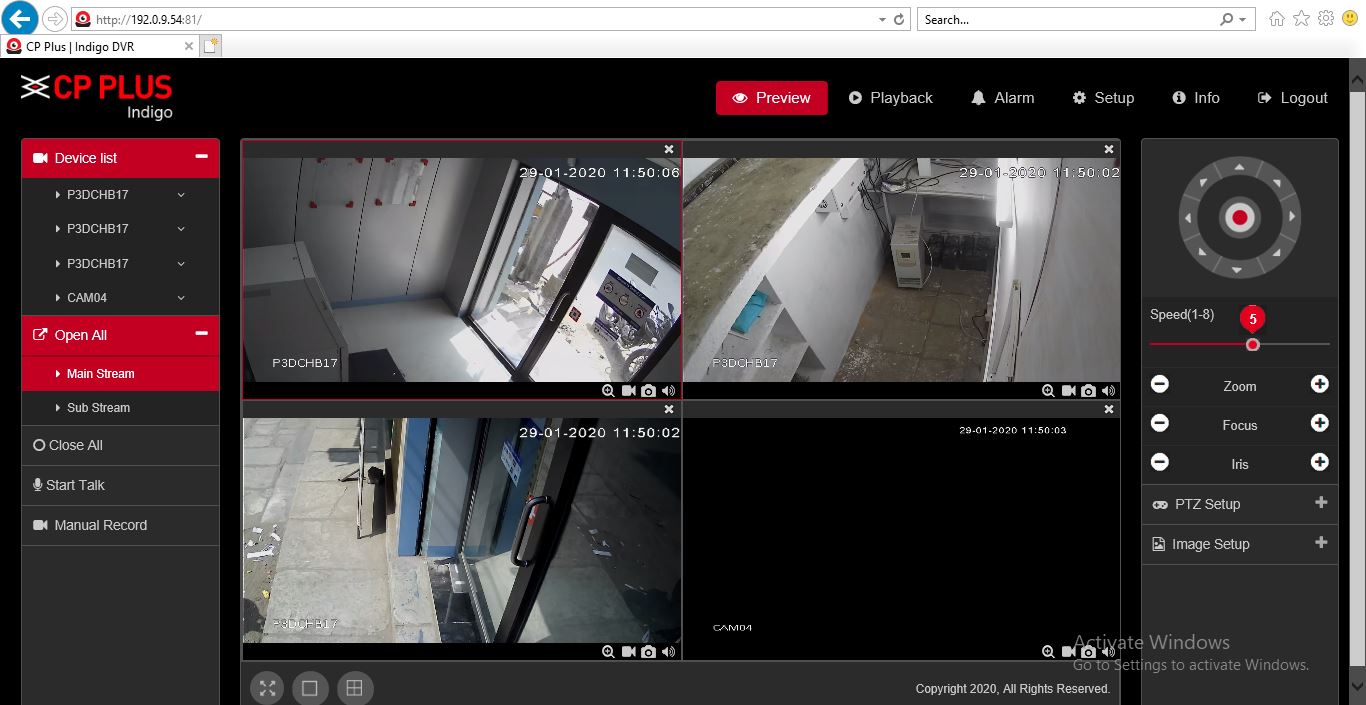 http://192.0.9.54:81/
Search...
CP Plus | Indigo DVR
CP PLUS
Indigo
Preview
Playback
Alarm
Setup
Info
Logout
Device list
P3DCHB17
P3DCHB17
P3DCHB17
CAM04
Open All
Main Stream
Sub Stream
Close All
Start Talk
Manual Record
29-01-2020 11:50:06
P3DCHB17
29-01-2020 11:50:02
P3DCHB17
29-01-2020 11:50:02
P3DCHB17
29-01-2020 11:50:03
CAM04
Speed(1-8)
5
Zoom
Focus
Iris
PTZ Setup
Image Setup
Activate Windows
Go to Settings to activate Windows.
Copyright 2020, All Rights Reserved.